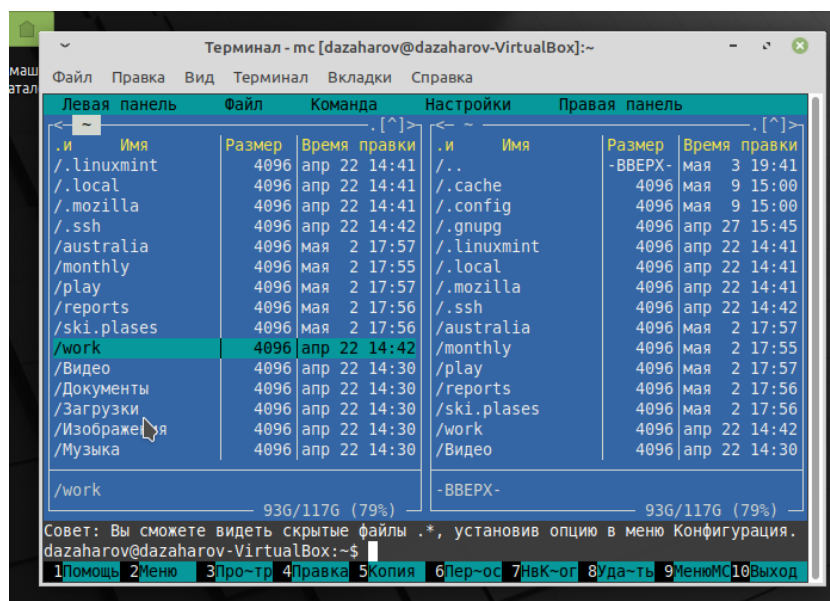 маш
атал
Терминал - mc [dazaharov@dazaharov-VirtualBox]:~
Файл Правка Вид Терминал Вкладки Справка
Левая панель Файл Команда Настройки Правая панель
<— ~ .[^]> <— ~ .[^]>
.и Имя Размер Время правки .и Имя Размер Время правки
/.linuxmint 4096 апр 22 14:41 /.. -ВВЕРХ- мая 3 19:41
/.local 4096 апр 22 14:41 /.cache 4096 мая 9 15:00
/.mozilla 4096 апр 22 14:41 /.config 4096 мая 9 15:00
/.ssh 4096 апр 22 14:42 /.gnupg 4096 апр 27 15:45
/australia 4096 мая 2 17:57 /.linuxmint 4096 апр 22 14:41
/monthly 4096 мая 2 17:55 /.local 4096 апр 22 14:41
/play 4096 мая 2 17:57 /.mozilla 4096 апр 22 14:41
/reports 4096 мая 2 17:56 /.ssh 4096 апр 22 14:42
/ski.plases 4096 мая 2 17:56 /australia 4096 мая 2 17:57
/work 4096 апр 22 14:42 /monthly 4096 мая 2 17:55
/Видео 4096 апр 22 14:30 /play 4096 мая 2 17:57
/Документы 4096 апр 22 14:30 /reports 4096 мая 2 17:56
/Загрузки 4096 апр 22 14:30 /ski.plases 4096 мая 2 17:56
/Изображения 4096 апр 22 14:30 /work 4096 апр 22 14:42
/Музыка 4096 апр 22 14:30 /Видео 4096 апр 22 14:30
/work -ВВЕРХ-
93G/117G (79%) 93G/117G (79%)
Совет: Вы сможете видеть скрытые файлы .*, установив опцию в меню Конфигурация.
dazaharov@dazaharov-VirtualBox:~$
1Помощь 2Меню 3Про~тр 4Правка 5Копия 6Пер~ос 7НвК~ог 8Уда~ть 9МенюМС 10Выход